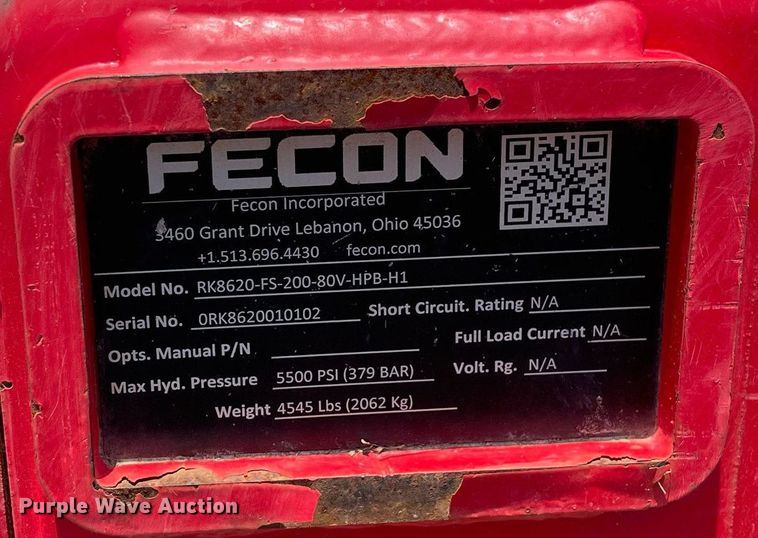 FECON
Fecon Incorporated
3460 Grant Drive Lebanon, Ohio 45036
+1.513.696.4430 fecon.com
Model No. RK8620-FS-200-80V-HPB-H1
Serial No. 0RK8620010102 Short Circuit. Rating N/A
Opts. Manual P/N Full Load Current N/A
Max Hyd. Pressure 5500 PSI (379 BAR) Volt. Rg. N/A
Weight 4545 Lbs (2062 Kg)
Purple Wave Auction